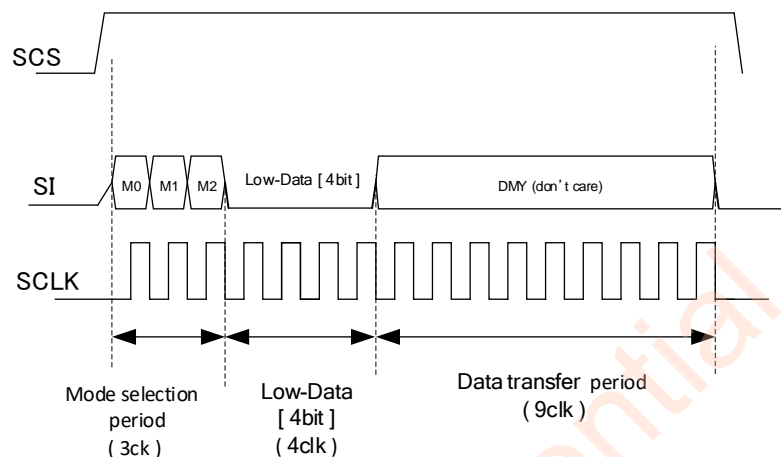 SCS
SI
M0
M1
M2
Low-Data [ 4bit ]
DMY (don't care)
SCLK
Mode selection
period
( 3ck )
Low-Data
[ 4bit ]
( 4clk )
Data transfer period
( 9clk )